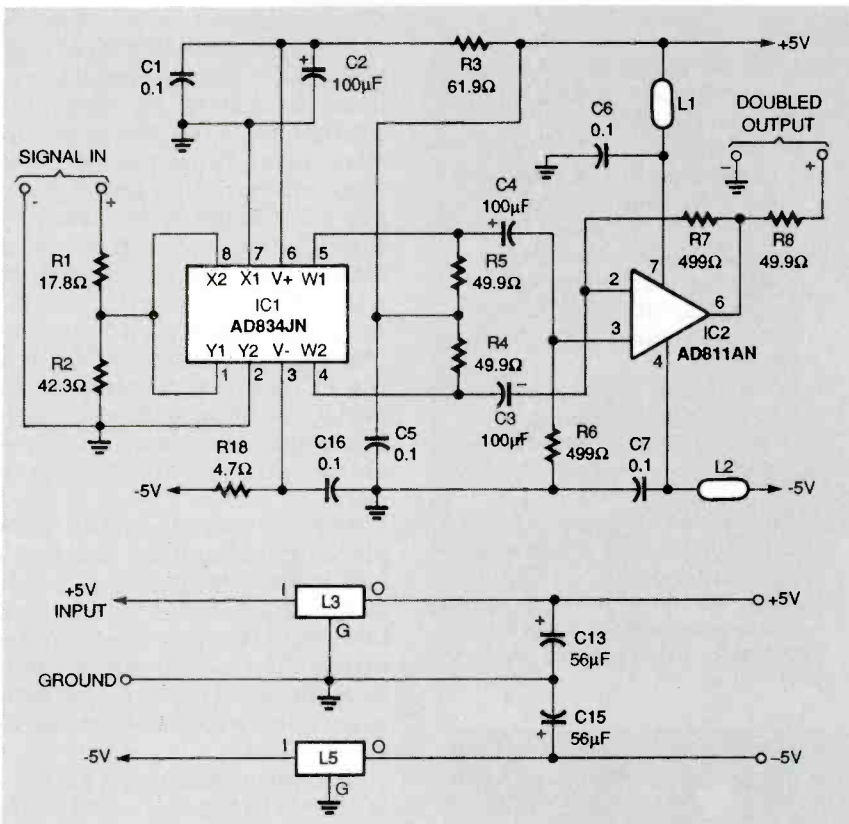 +5V
C1
0.1
C2
100µF
+
R3
61.9Ω
L1
C6
0.1
DOUBLED
OUTPUT
-
+
SIGNAL IN
-
+
R1
17.8Ω
R2
42.3Ω
8 7 6 5
X2 X1 V+ W1
IC1
AD834JN
Y1 Y2 V- W2
1 2 3 4
C4
100µF
+
R5
49.9Ω
R4
49.9Ω
C3
100µF
-
R7
499Ω
R8
49.9Ω
2
3
7
6
4
IC2
AD811AN
R18
4.7Ω
C16
0.1
C5
0.1
R6
499Ω
C7
0.1
L2
-5V
-5V
+5V
INPUT
I
L3
O
G
+5V
+
C13
56µF
GROUND
C15
56µF
+
-5V
I
L5
O
G
-5V